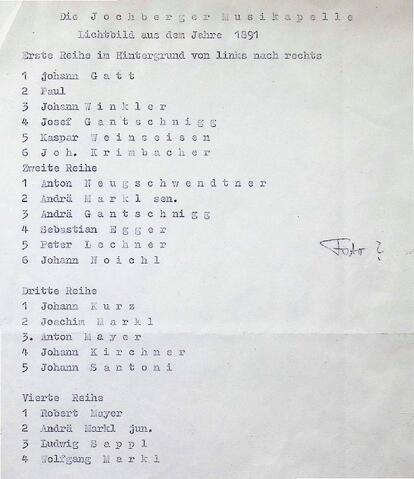 Die Jochberger Musikapelle
Lichtbild aus dem Jahre 1891
Erste Reihe im Hintergrund von links nach rechts
1 Johann Gatt
2 Paul
3 Johann Winkler
4 Josef Gantschnigg
5 Kaspar Weinseisen
6 Joh. Krimbacher
Zweite Reihe
1 Anton Neugschwendtner
2 Andrä Markl sen.
3 Andrä Gantschnigg
4 Sebastian Egger
5 Peter Lechner
6 Johann Noichl
Foto ?
Dritte Reihe
1 Johann Kurz
2 Joachim Markl
3. Anton Mayer
4 Johann Kirchner
5 Johann Santoni
Vierte Reihe
1 Robert Mayer
2 Andrä Markl jun.
3 Ludwig Sappl
4 Wolfgang Markl